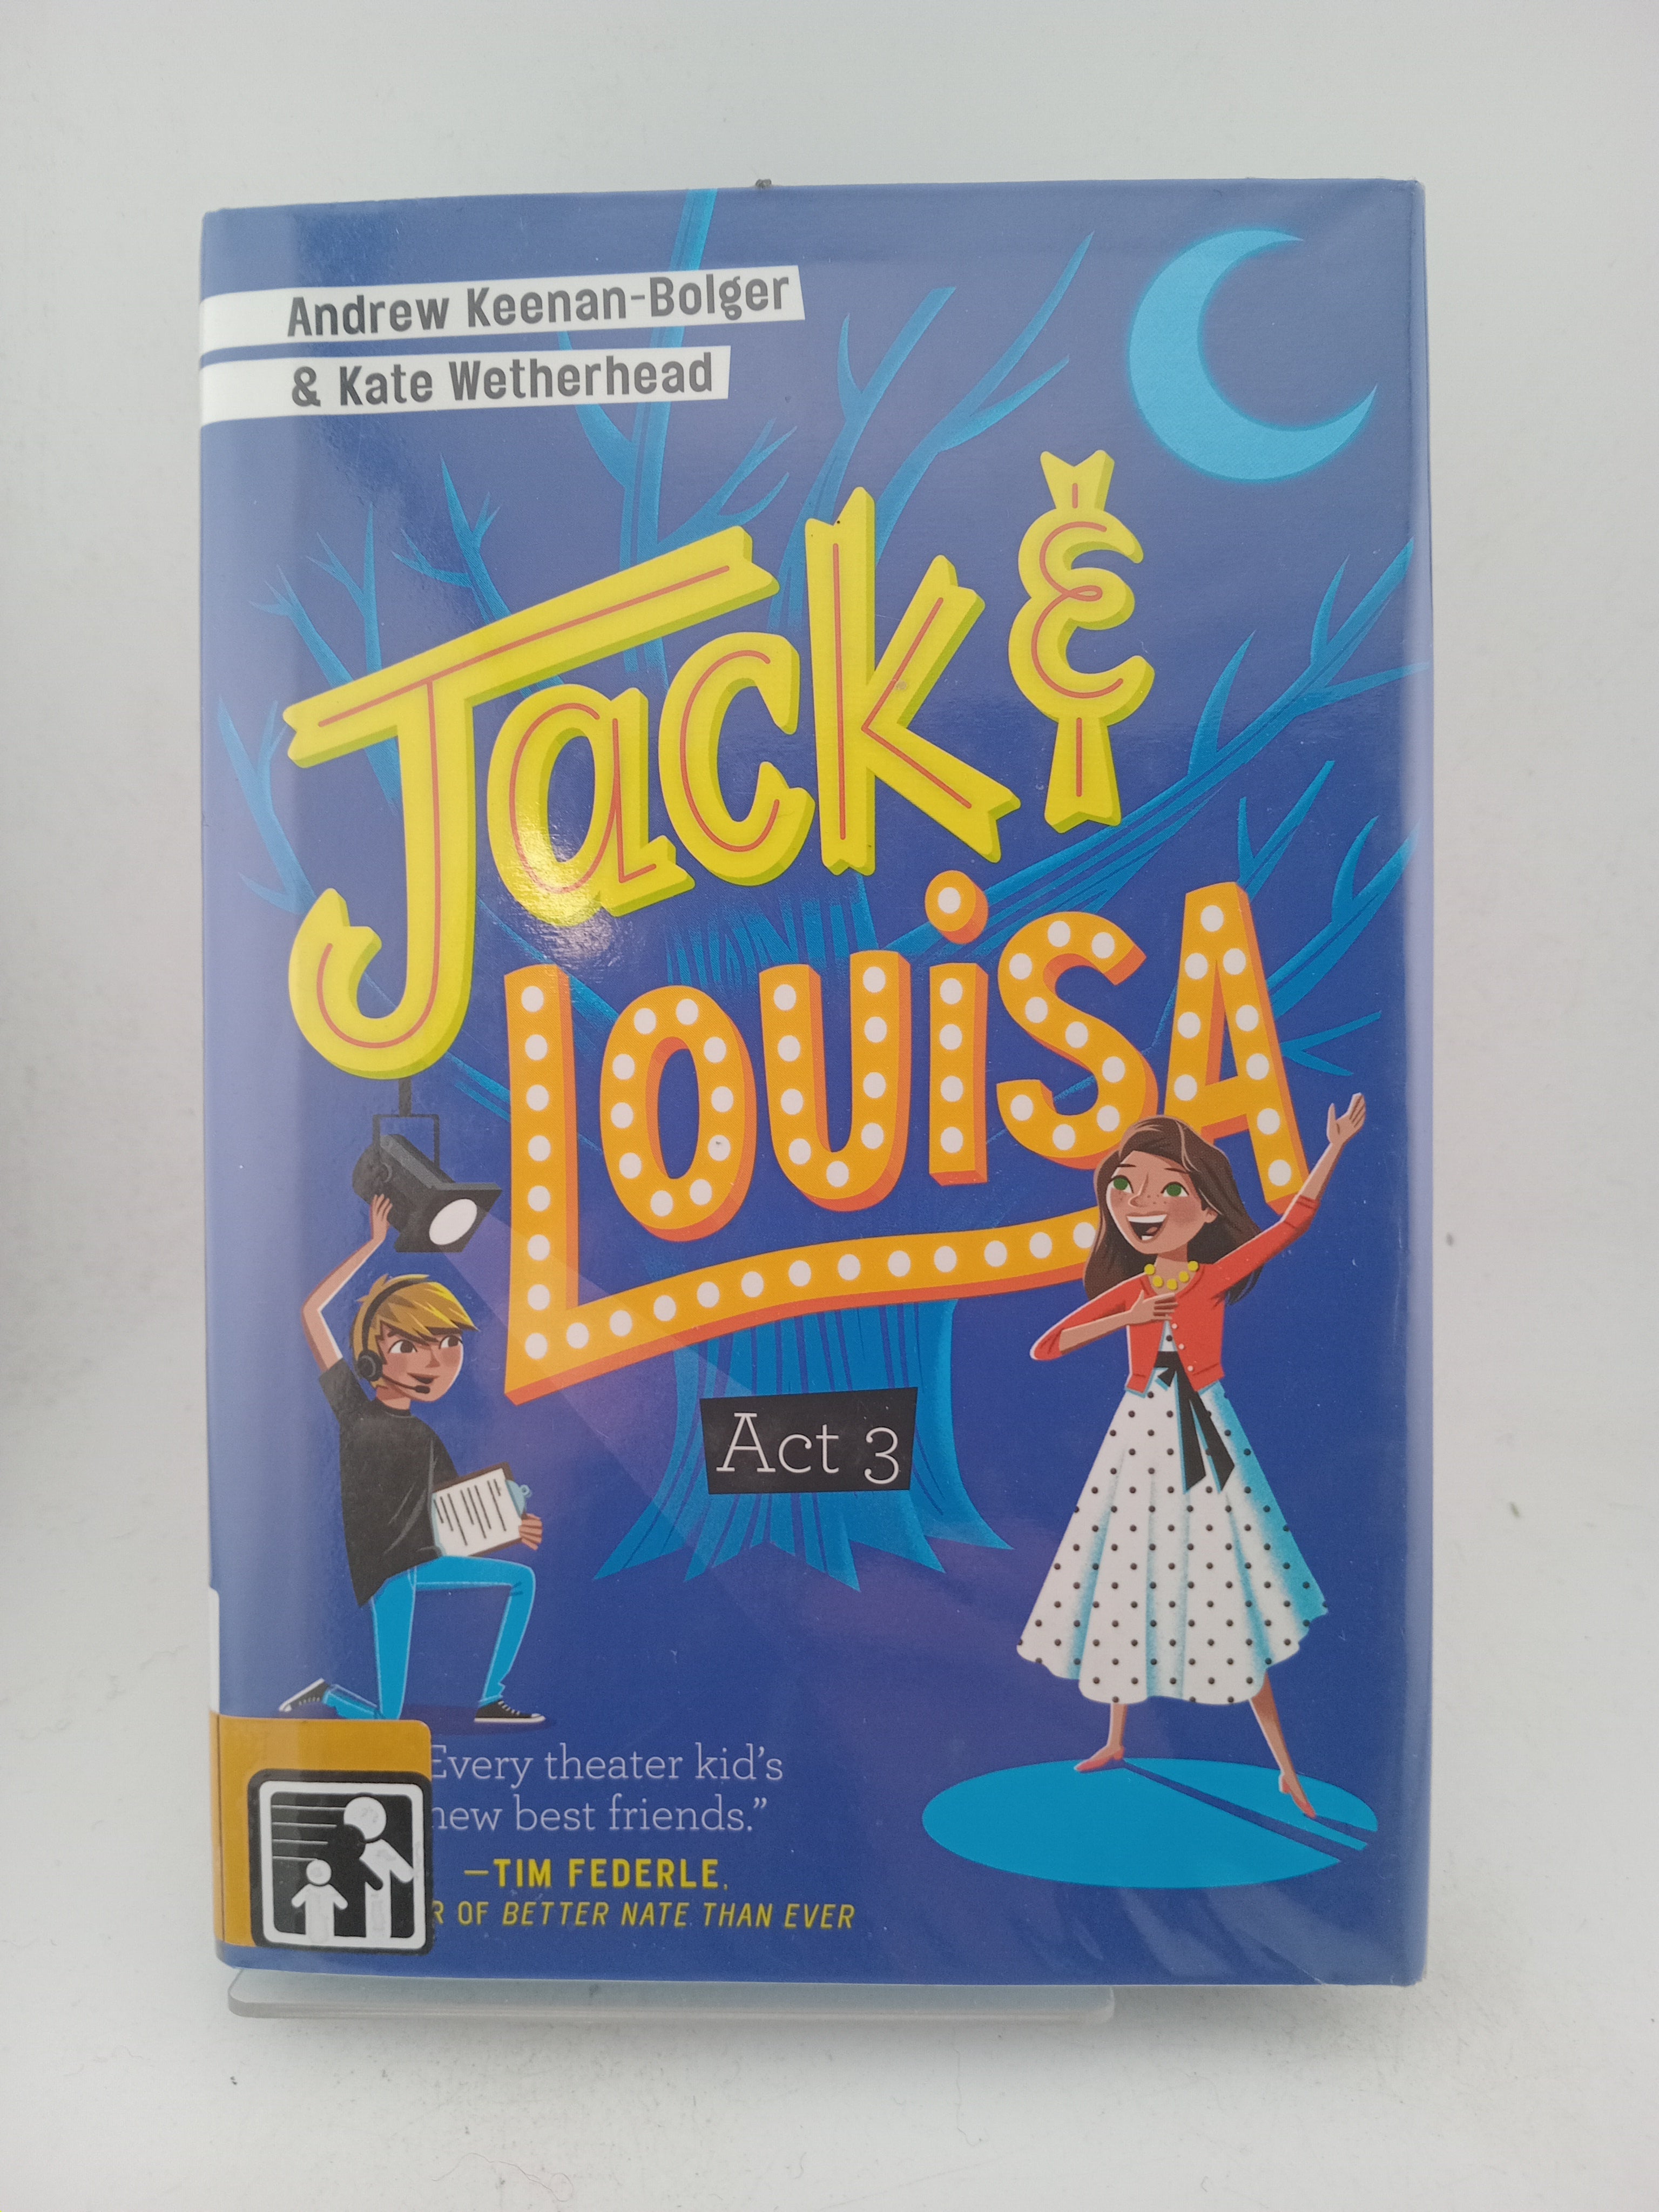 Andrew Keenan-Bolger
& Kate Wetherhead
Jack &
LOUiSA
Act 3
Every theater kid's
new best friends.”
—TIM FEDERLE,
R OF BETTER NATE THAN EVER